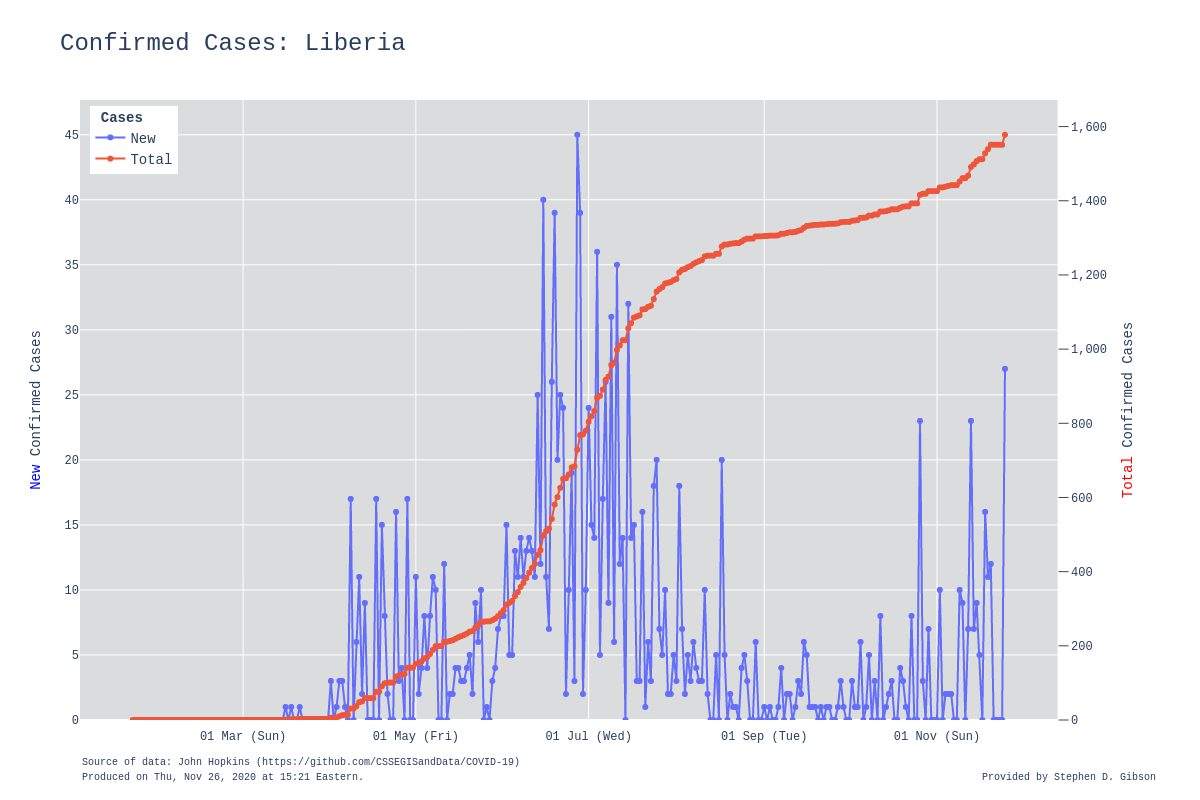 Confirmed Cases: Liberia
Cases
New
Total
45
40
35
30
25
20
15
10
5
0
New Confirmed Cases
1,600
1,400
1,200
1,000
800
600
400
200
0
Total Confirmed Cases
01 Mar (Sun)
01 May (Fri)
01 Jul (Wed)
01 Sep (Tue)
01 Nov (Sun)
Source of data: John Hopkins (https://github.com/CSSEGISandData/COVID-19)
Produced on Thu, Nov 26, 2020 at 15:21 Eastern.
Provided by Stephen D. Gibson